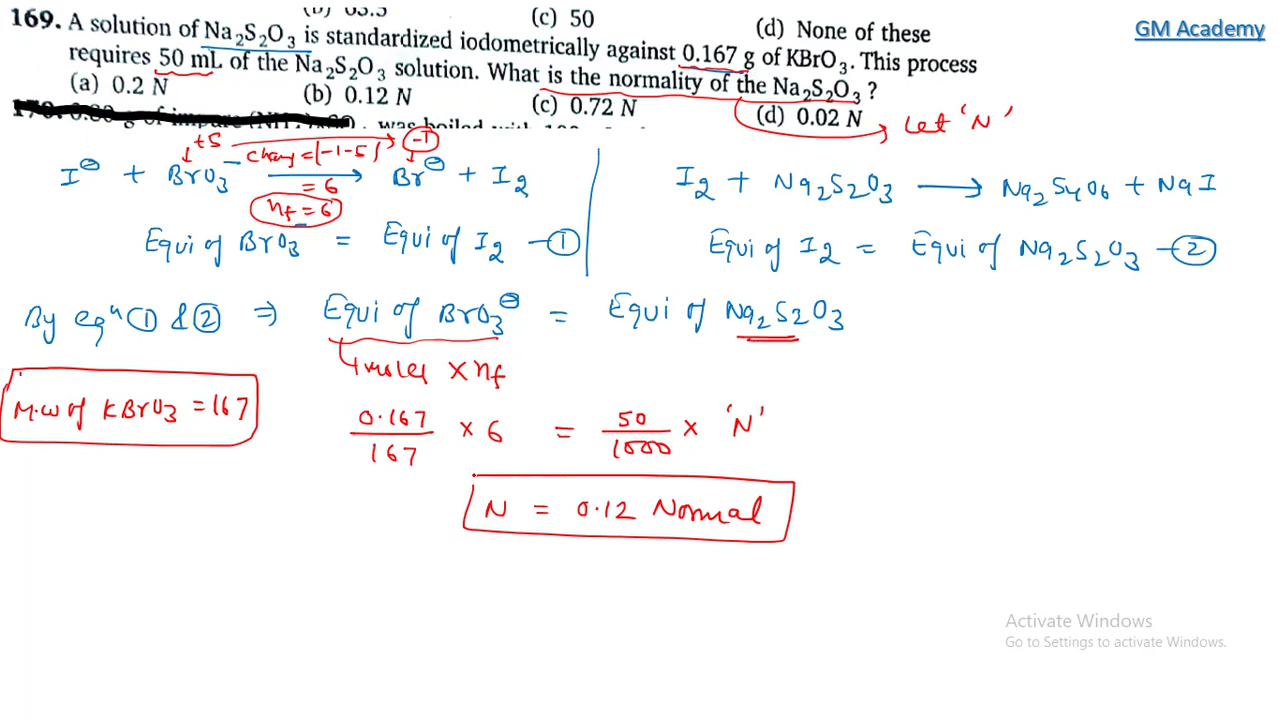 (c) 50
(d) None of these
GM Academy
169. A solution of Na₂S₂O₃ is standardized iodometrically against 0.167 g of KBrO₃. This process
requires 50 mL of the Na₂S₂O₃ solution. What is the normality of the Na₂S₂O₃ ?
(a) 0.2 N
(b) 0.12 N
(c) 0.72 N
(d) 0.02 N
Let 'N'
was boiled with
+5 chang = |-1-5| -1
I⊖ + BrO₃⁻ ⟶ Br⊖ + I₂
= 6
nf = 6
Equi of BrO₃ = Equi of I₂ —①
I₂ + Na₂S₂O₃ ⟶ Na₂S₄O₆ + NaI
Equi of I₂ = Equi of Na₂S₂O₃ —②
By eqⁿ ① & ② ⇒ Equi of BrO₃⊖ = Equi of Na₂S₂O₃
moles × nf
M.w of KBrO₃ = 167
0.167/167 × 6 = 50/1000 × 'N'
N = 0.12 Normal
Activate Windows
Go to Settings to activate Windows.